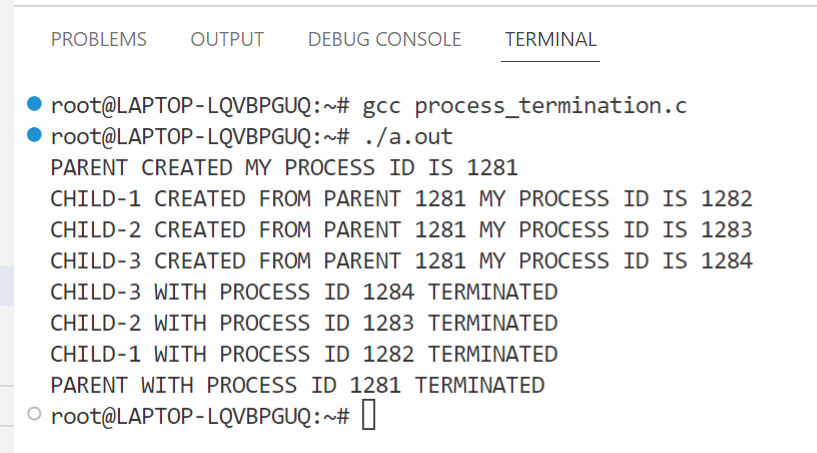 PROBLEMS OUTPUT DEBUG CONSOLE TERMINAL
root@LAPTOP-LQVBPGUQ:~# gcc process_termination.c
root@LAPTOP-LQVBPGUQ:~# ./a.out
PARENT CREATED MY PROCESS ID IS 1281
CHILD-1 CREATED FROM PARENT 1281 MY PROCESS ID IS 1282
CHILD-2 CREATED FROM PARENT 1281 MY PROCESS ID IS 1283
CHILD-3 CREATED FROM PARENT 1281 MY PROCESS ID IS 1284
CHILD-3 WITH PROCESS ID 1284 TERMINATED
CHILD-2 WITH PROCESS ID 1283 TERMINATED
CHILD-1 WITH PROCESS ID 1282 TERMINATED
PARENT WITH PROCESS ID 1281 TERMINATED
root@LAPTOP-LQVBPGUQ:~#